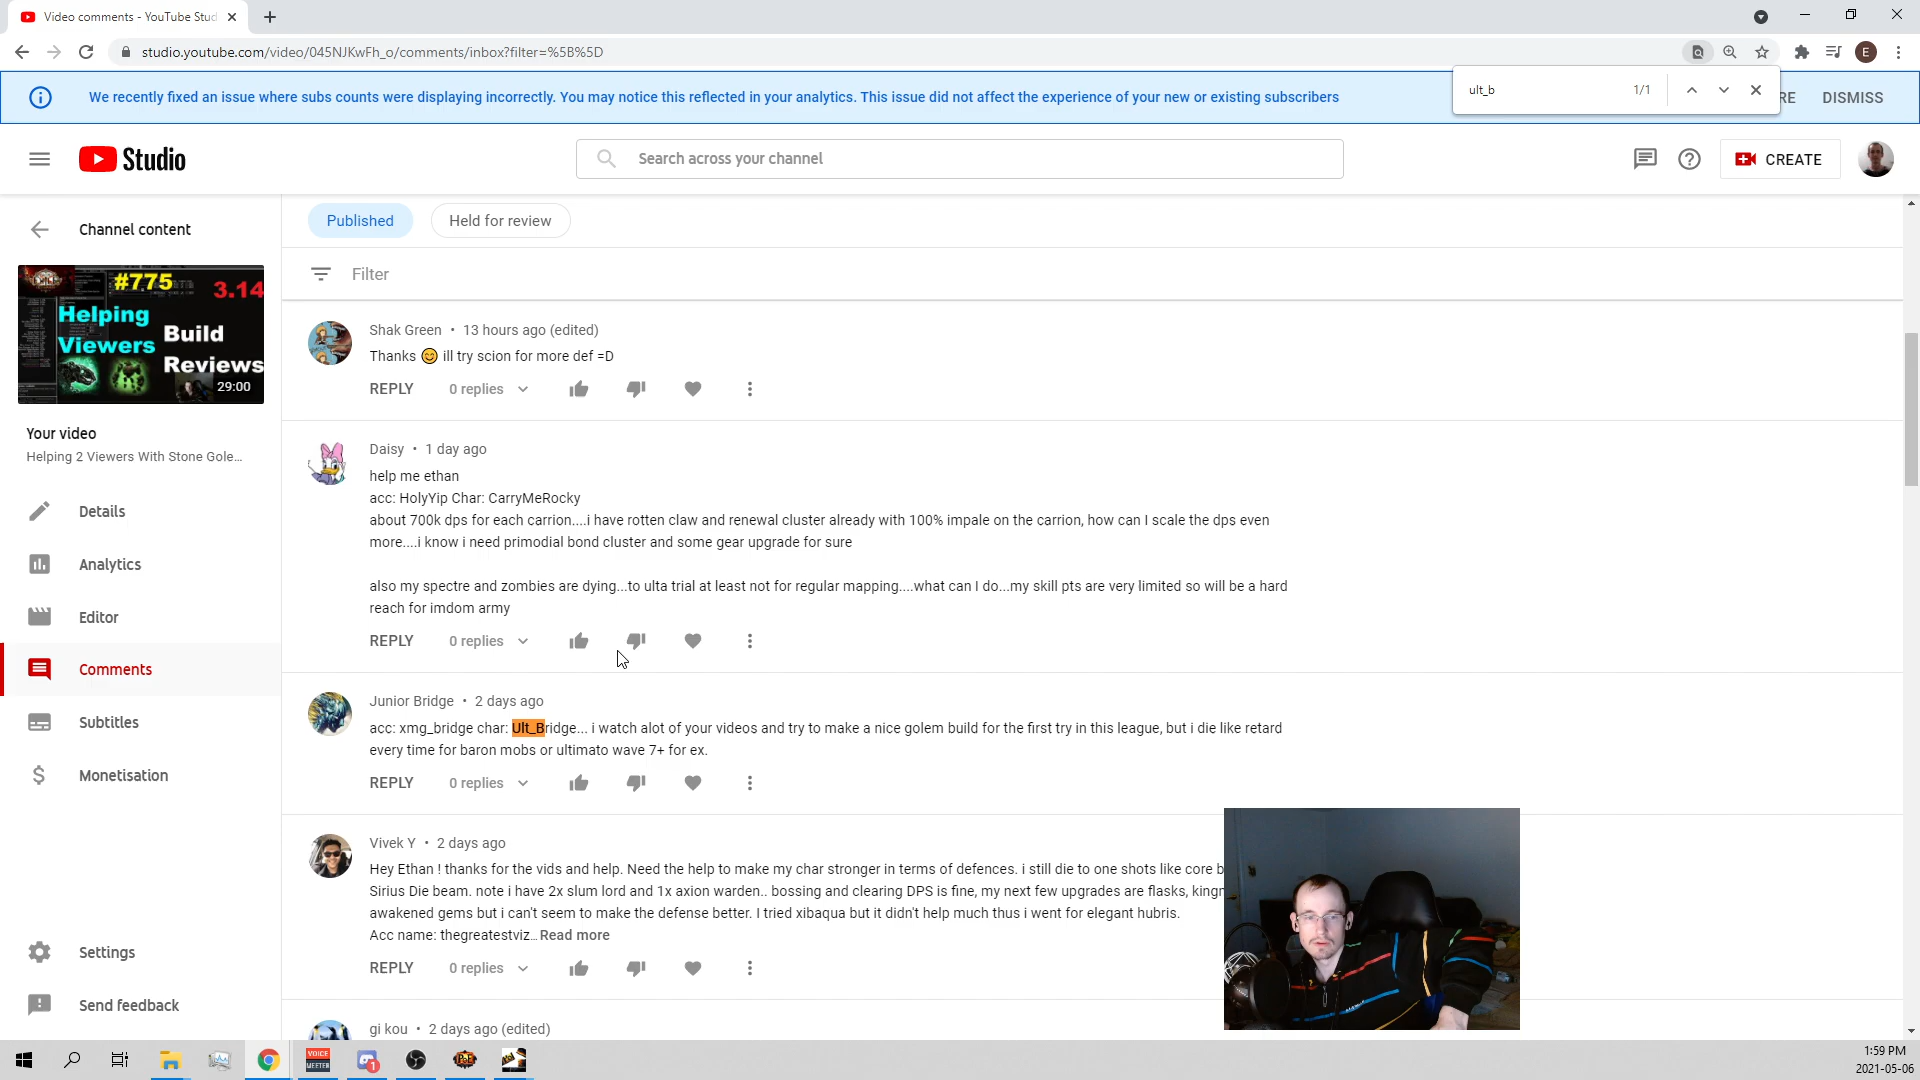 Video comments - YouTube Stud
studio.youtube.com/video/045NJKwFh_o/comments/inbox?filter=%5B%5D
E
We recently fixed an issue where subs counts were displaying incorrectly. You may notice this reflected in your analytics. This issue did not affect the experience of your new or existing subscribers
ult_b 1/1
RE DISMISS
Studio
Search across your channel
CREATE
Channel content
#775
3.14
Helping
Viewers
Build
Reviews
29:00
Your video
Helping 2 Viewers With Stone Gole...
Details
Analytics
Editor
Comments
Subtitles
Monetisation
Settings
Send feedback
Published Held for review
Filter
Shak Green • 13 hours ago (edited)
Thanks 😊 ill try scion for more def =D
REPLY 0 replies
Daisy • 1 day ago
help me ethan
acc: HolyYip Char: CarryMeRocky
about 700k dps for each carrion....i have rotten claw and renewal cluster already with 100% impale on the carrion, how can I scale the dps even
more....i know i need primodial bond cluster and some gear upgrade for sure
also my spectre and zombies are dying...to ulta trial at least not for regular mapping....what can I do...my skill pts are very limited so will be a hard
reach for imdom army
REPLY 0 replies
Junior Bridge • 2 days ago
acc: xmg_bridge char: Ult_Bridge... i watch alot of your videos and try to make a nice golem build for the first try in this league, but i die like retard
every time for baron mobs or ultimato wave 7+ for ex.
REPLY 0 replies
Vivek Y • 2 days ago
Hey Ethan ! thanks for the vids and help. Need the help to make my char stronger in terms of defences. i still die to one shots like core b
Sirius Die beam. note i have 2x slum lord and 1x axion warden.. bossing and clearing DPS is fine, my next few upgrades are flasks, kingr
awakened gems but i can't seem to make the defense better. I tried xibaqua but it didn't help much thus i went for elegant hubris.
Acc name: thegreatestviz... Read more
REPLY 0 replies
gi kou • 2 days ago (edited)
VOICE
MEETER
1
PoE
1:59 PM
2021-05-06